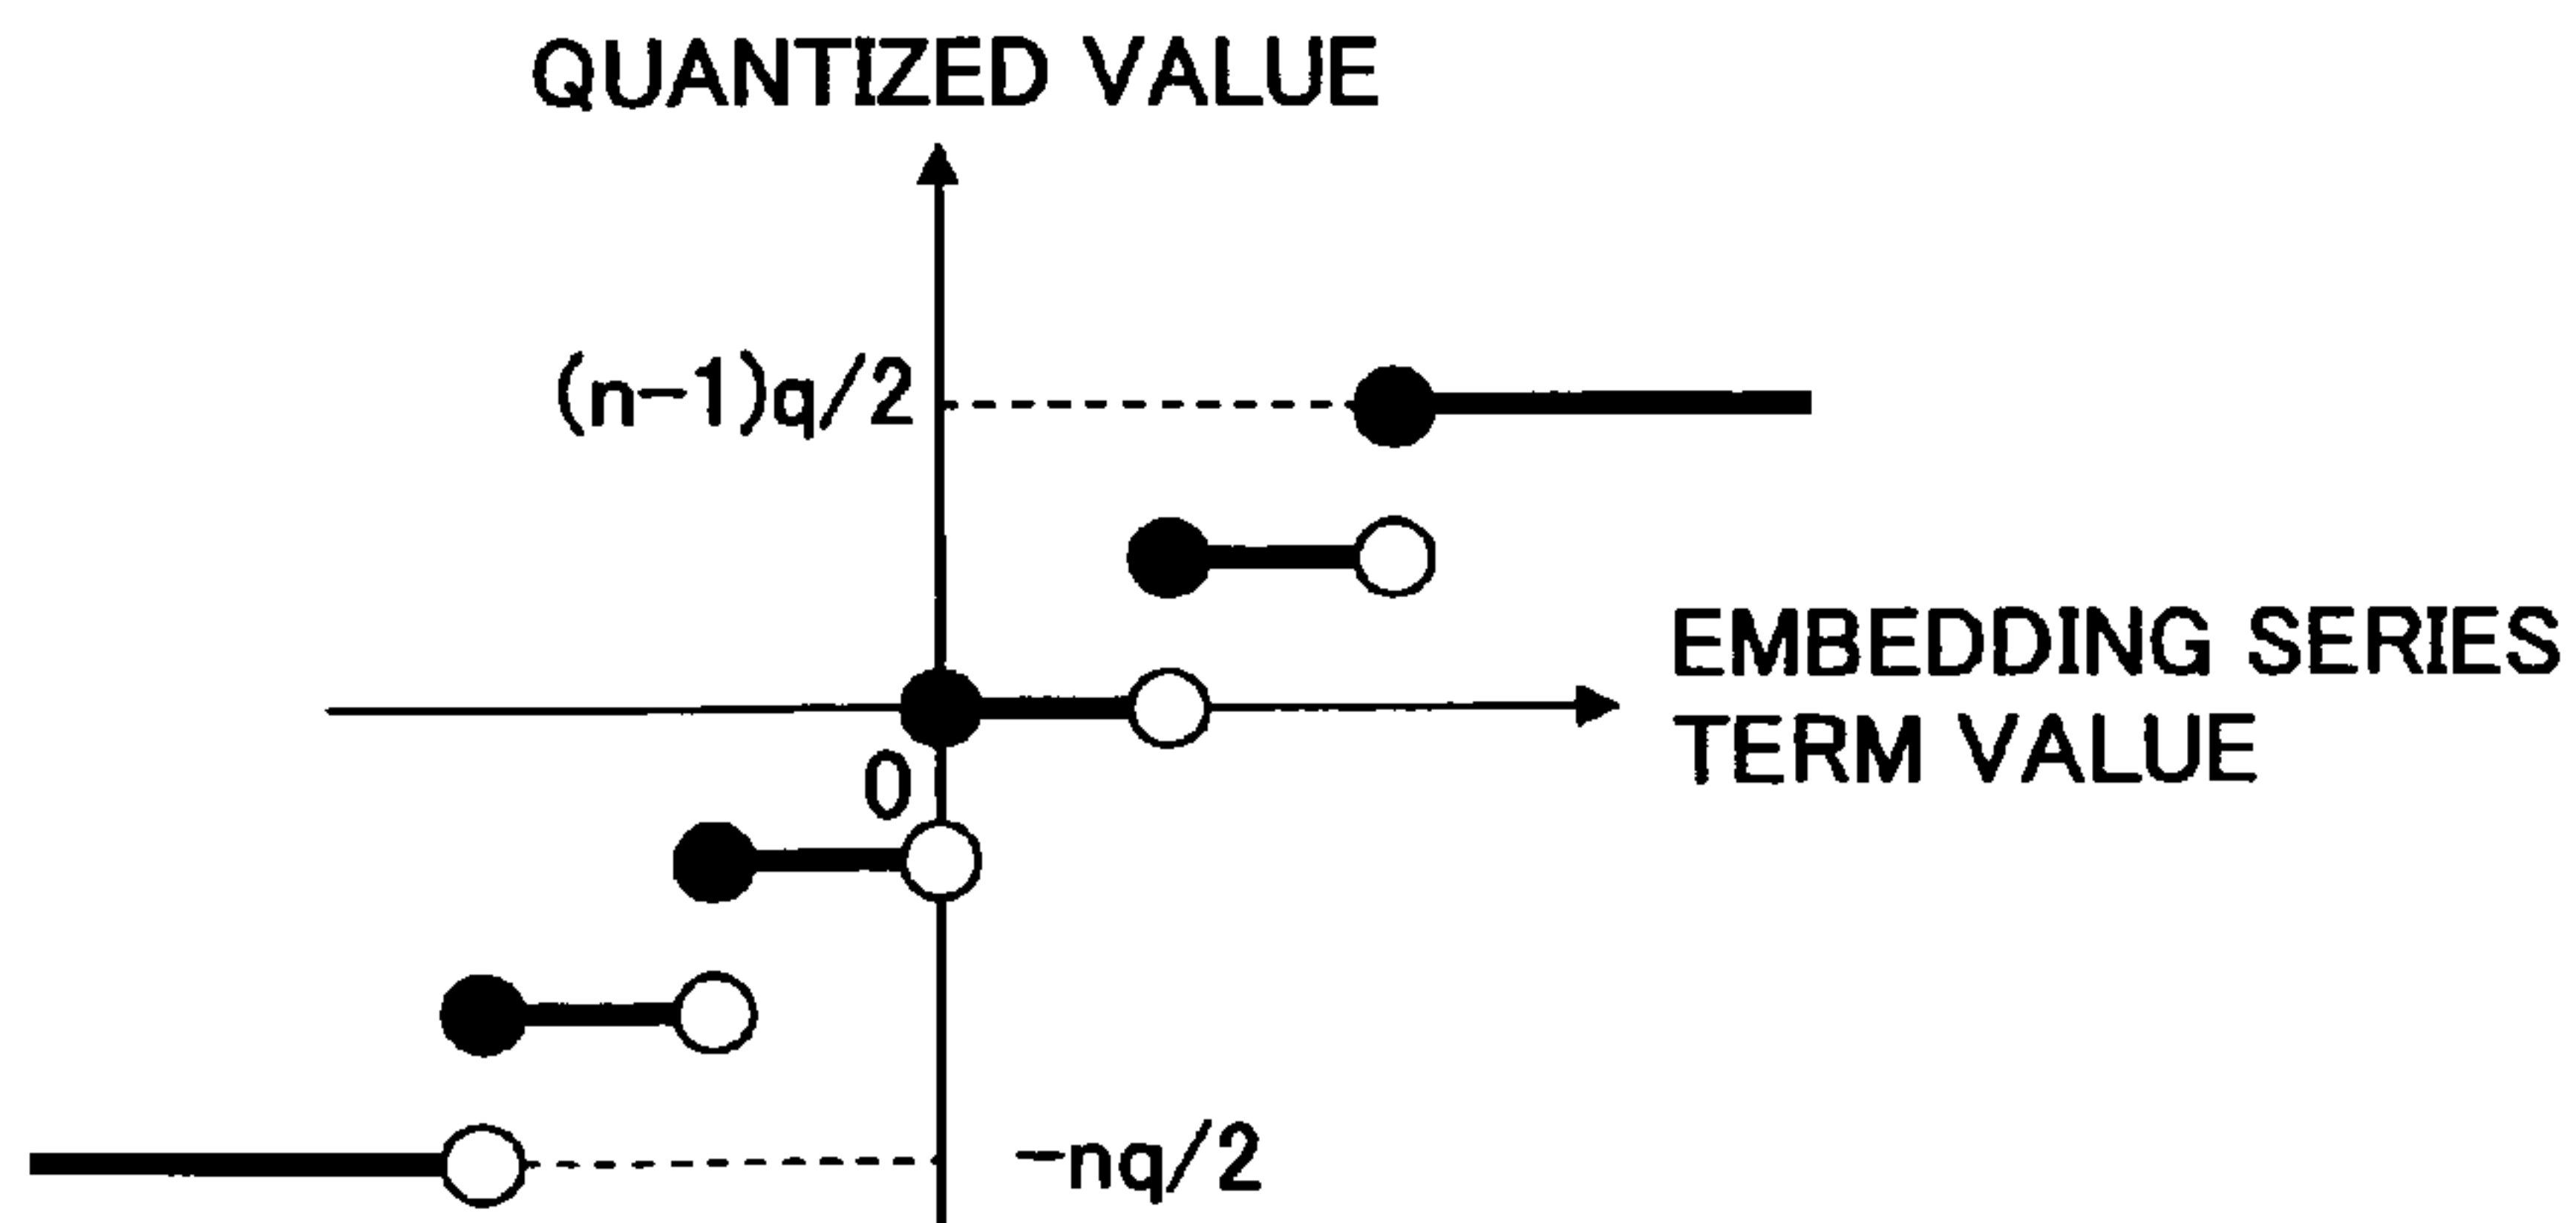 QUANTIZED VALUE
(n-1)q/2
EMBEDDING SERIES
TERM VALUE
0
-nq/2